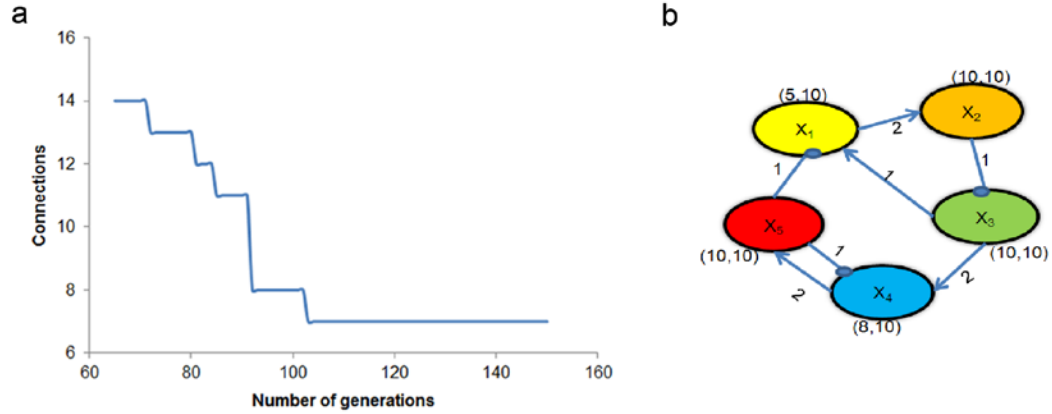 a
16
14
12
10
8
6
Connections
60
80
100
120
140
160
Number of generations
b
(5,10)
(10,10)
X1
X2
2
1
1
1
X5
X3
1
(10,10)
(10,10)
2
2
X4
(8,10)